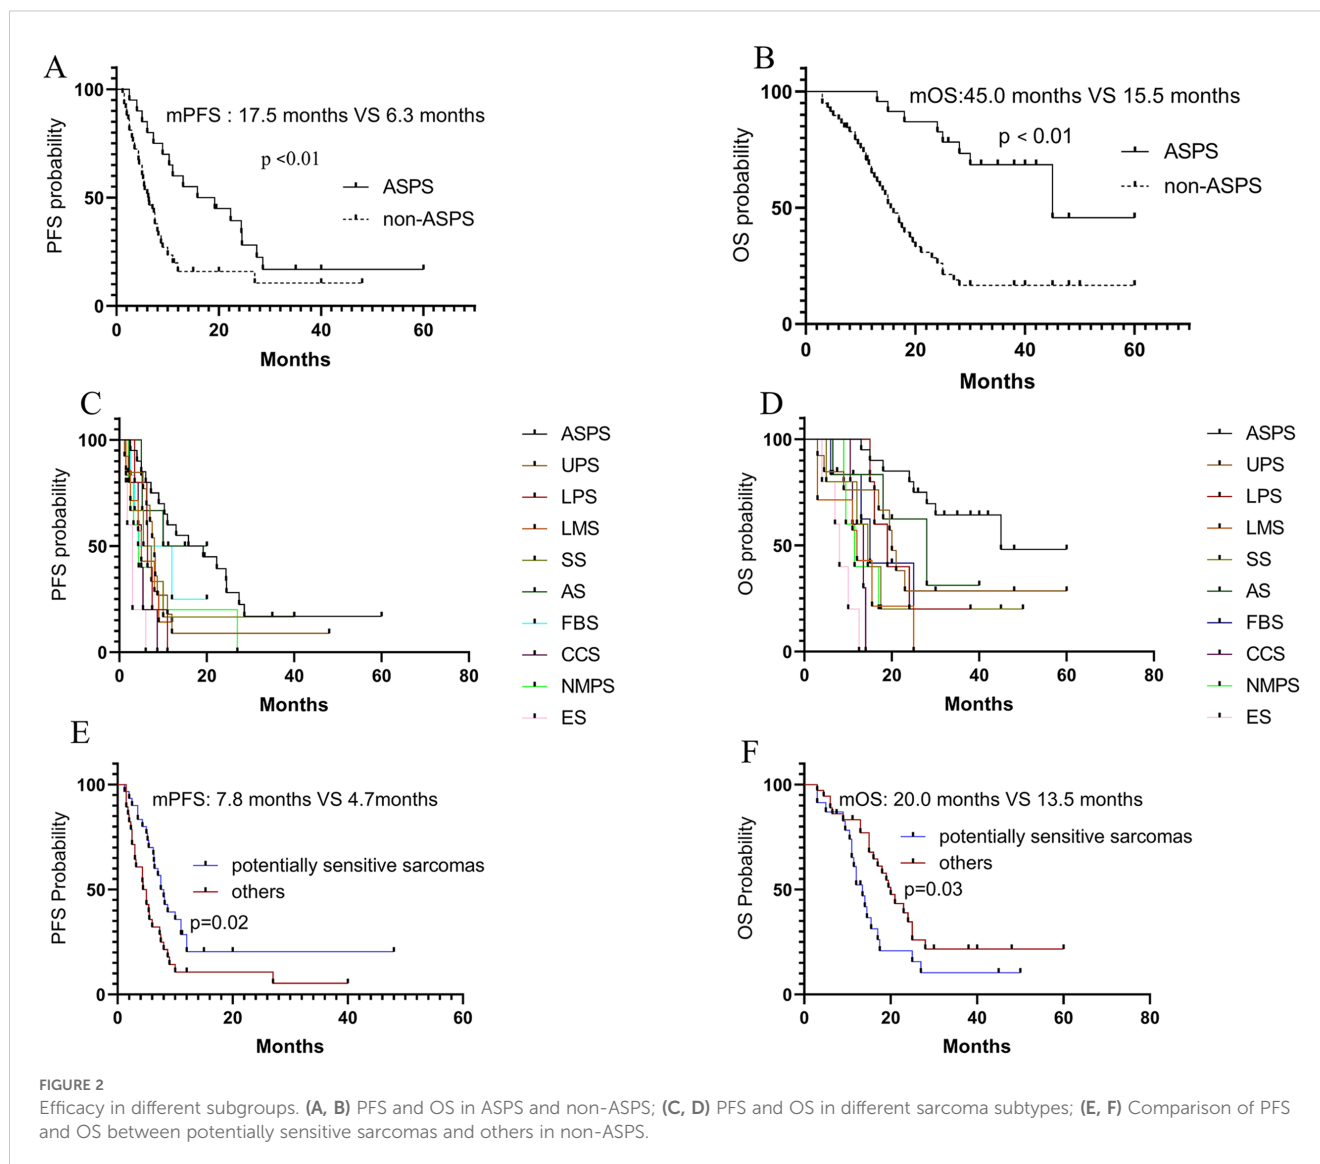 A
mPFS : 17.5 months VS 6.3 months
p <0.01
ASPS
non-ASPS
PFS probability
100
50
0
0 20 40 60
Months
B
mOS:45.0 months VS 15.5 months
p < 0.01
ASPS
non-ASPS
OS probability
100
50
0
0 20 40 60
Months
C
PFS probability
100
50
0
0 20 40 60 80
Months
ASPS
UPS
LPS
LMS
SS
AS
FBS
CCS
NMPS
ES
D
OS probability
100
50
0
0 20 40 60 80
Months
ASPS
UPS
LPS
LMS
SS
AS
FBS
CCS
NMPS
ES
E
mPFS: 7.8 months VS 4.7months
potentially sensitive sarcomas
others
p=0.02
PFS Probability
100
50
0
0 20 40 60
Months
F
mOS: 20.0 months VS 13.5 months
potentially sensitive sarcomas
others
p=0.03
OS Probability
100
50
0
0 20 40 60 80
Months
FIGURE 2
Efficacy in different subgroups. (A, B) PFS and OS in ASPS and non-ASPS; (C, D) PFS and OS in different sarcoma subtypes; (E, F) Comparison of PFS
and OS between potentially sensitive sarcomas and others in non-ASPS.